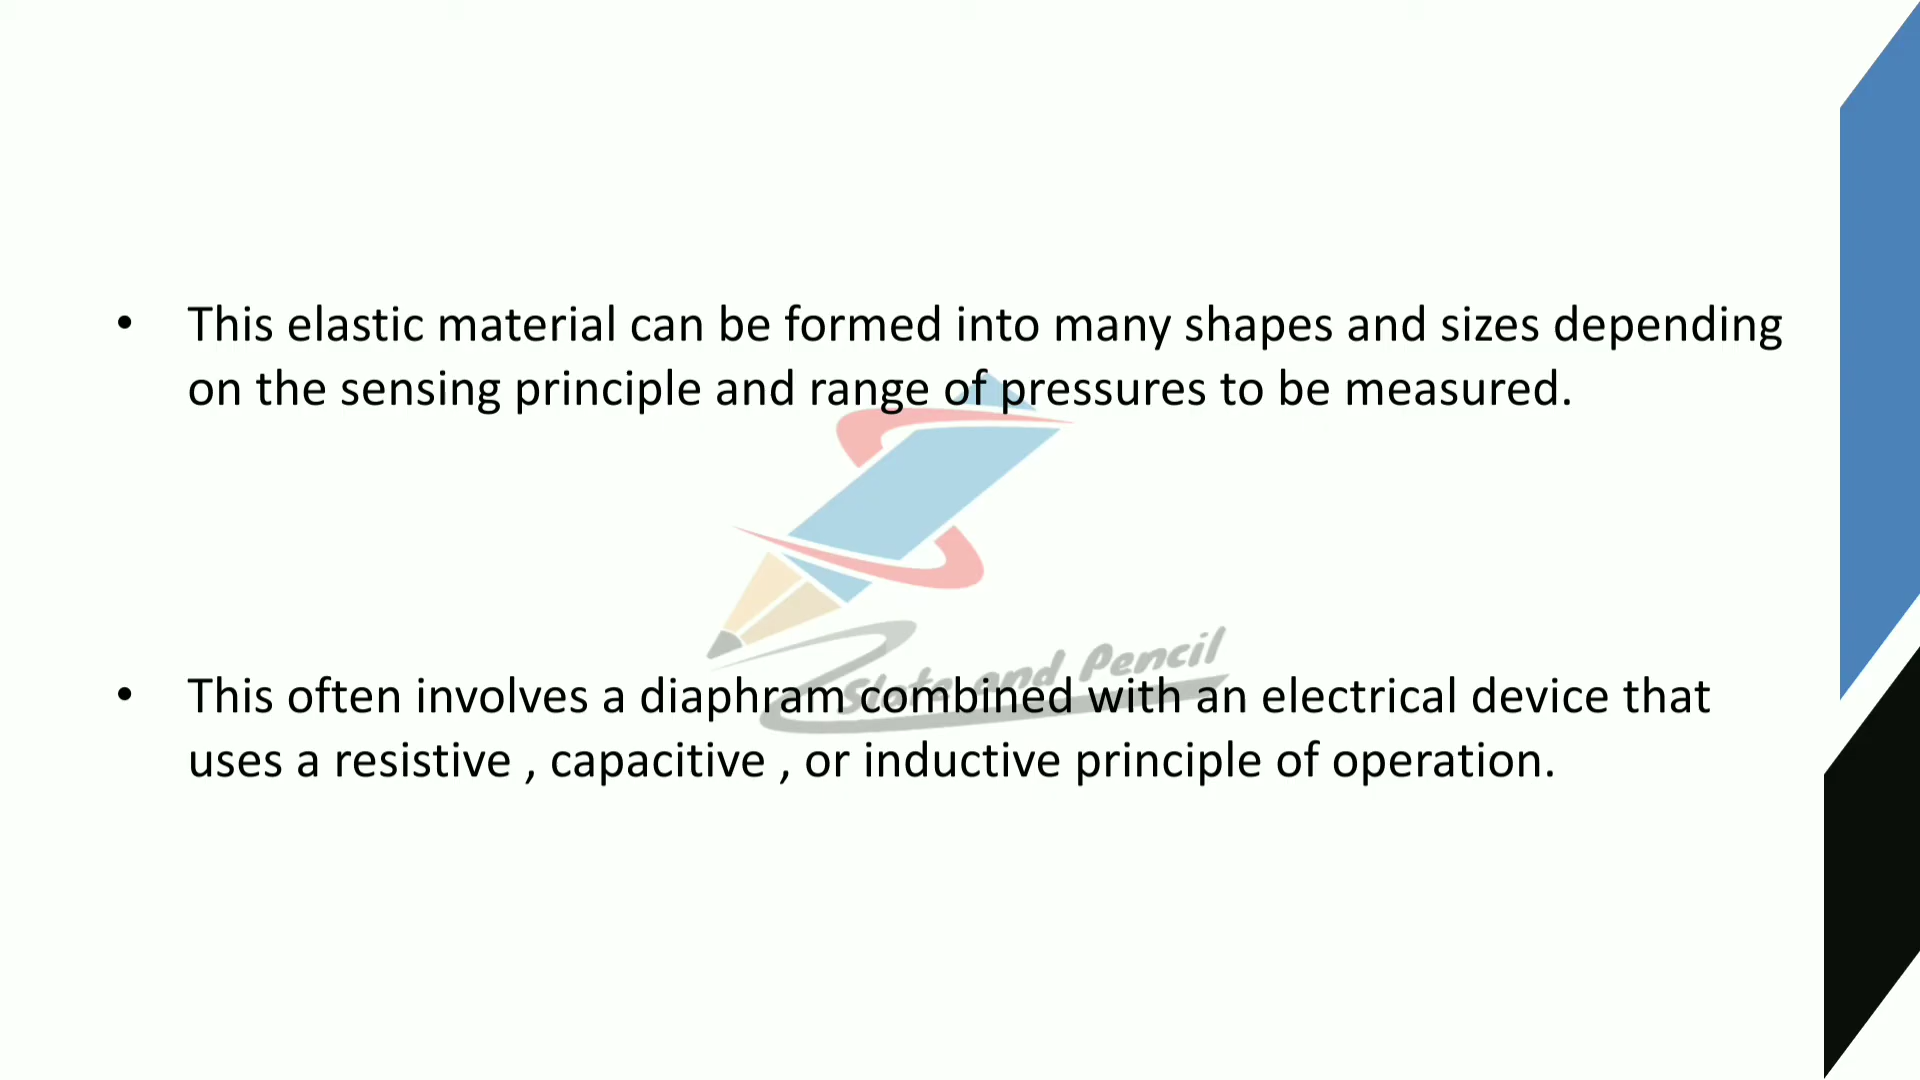 • This elastic material can be formed into many shapes and sizes depending
on the sensing principle and range of pressures to be measured.
• This often involves a diaphram combined with an electrical device that
uses a resistive , capacitive , or inductive principle of operation.
Slate and Pencil